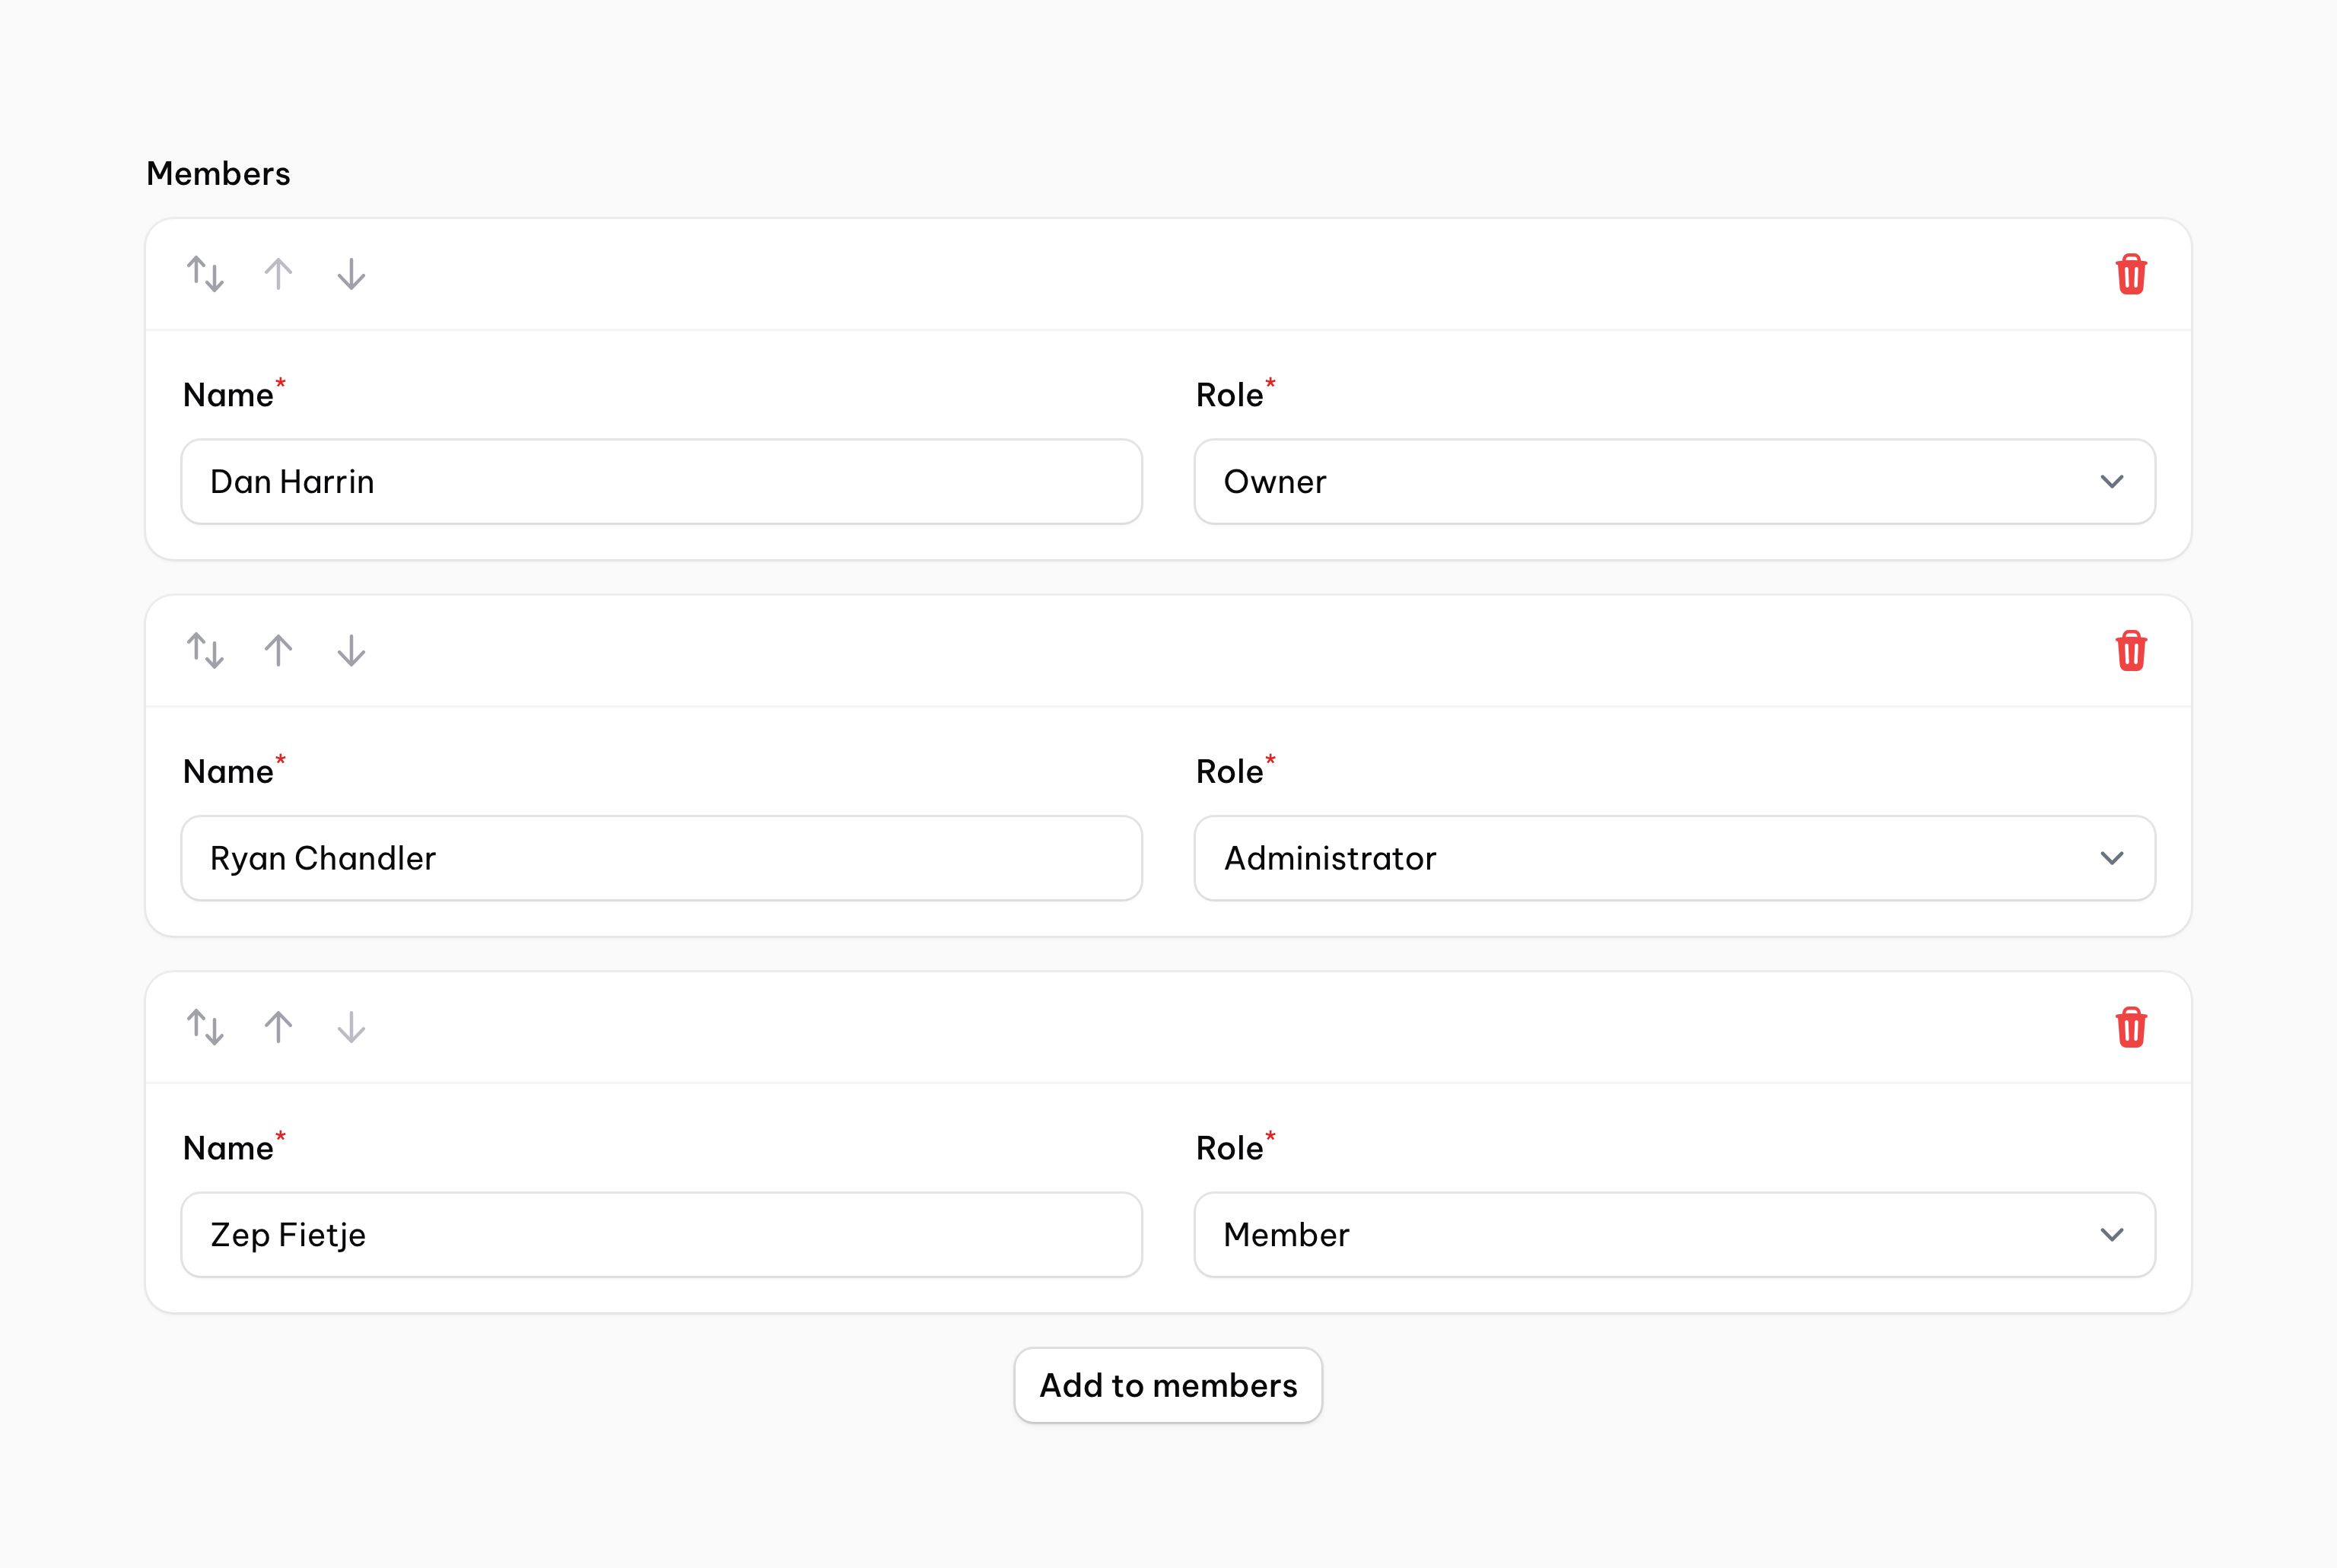 Members
Name* Role*
Dan Harrin Owner
Name* Role*
Ryan Chandler Administrator
Name* Role*
Zep Fietje Member
Add to members